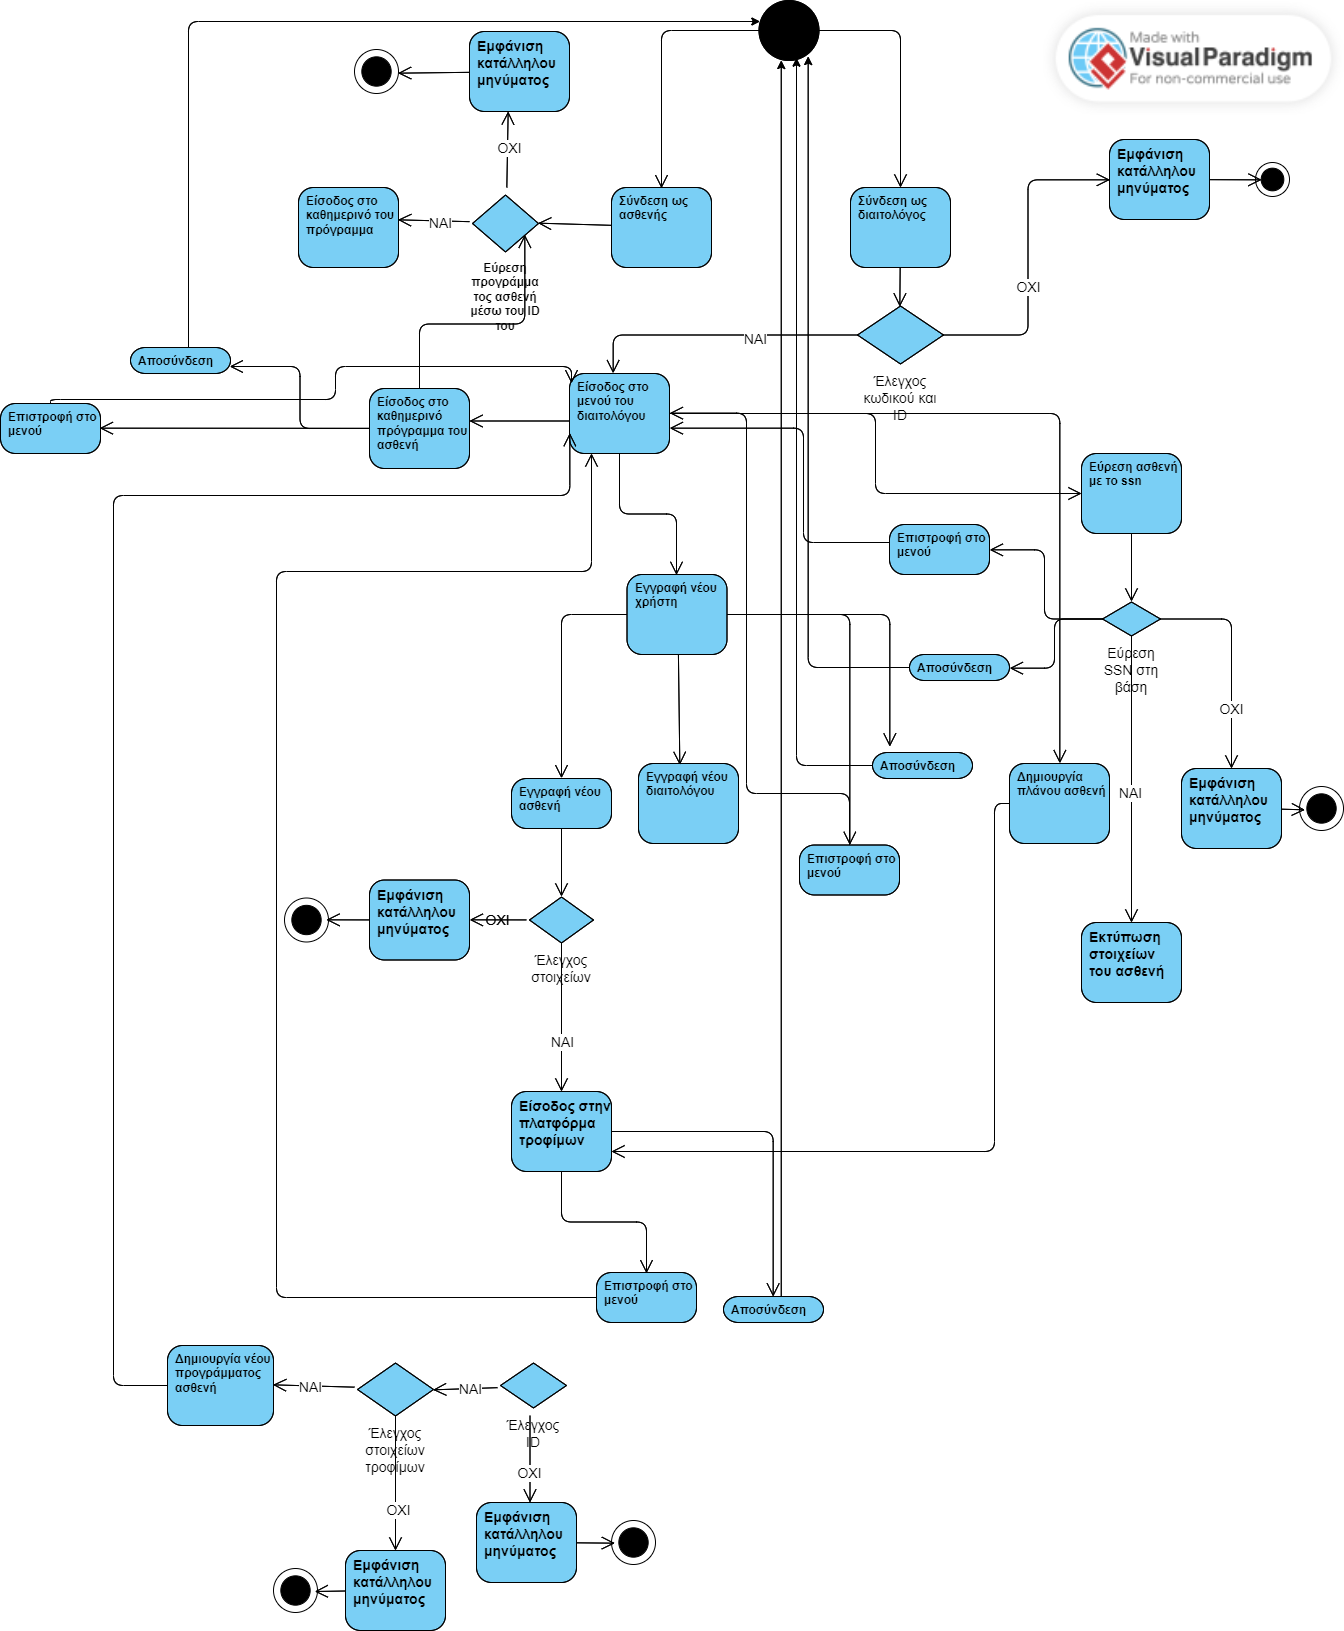 Made with
VisualParadigm
For non-commercial use
Εμφάνιση
κατάλληλου
μηνύματος
ΟΧΙ
Είσοδος στο
καθημερινό του
πρόγραμμα
ΝΑΙ
Σύνδεση ως
ασθενής
Σύνδεση ως
διαιτολόγος
Εμφάνιση
κατάλληλου
μηνύματος
Εύρεση
προγράμμα
τος ασθενή
μέσω του ID
του
ΟΧΙ
ΝΑΙ
Έλεγχος
κωδικού και
ID
Αποσύνδεση
Επιστροφή στο
μενού
Είσοδος στο
καθημερινό
πρόγραμμα του
ασθενή
Είσοδος στο
μενού του
διαιτολόγου
Εύρεση ασθενή
με το ssn
Επιστροφή στο
μενού
Εγγραφή νέου
χρήστη
Αποσύνδεση
Εύρεση
SSN στη
βάση
ΟΧΙ
ΝΑΙ
Αποσύνδεση
Εγγραφή νέου
ασθενή
Εγγραφή νέου
διαιτολόγου
Δημιουργία
πλάνου ασθενή
Εμφάνιση
κατάλληλου
μηνύματος
Επιστροφή στο
μενού
Εμφάνιση
κατάλληλου
μηνύματος
ΟΧΙ
Έλεγχος
στοιχείων
Εκτύπωση
στοιχείων
του ασθενή
ΝΑΙ
Είσοδος στην
πλατφόρμα
τροφίμων
Επιστροφή στο
μενού
Αποσύνδεση
Δημιουργία νέου
προγράμματος
ασθενή
ΝΑΙ
ΝΑΙ
Έλεγχος
στοιχείων
τροφίμων
Έλεγχος
ID
ΟΧΙ
ΟΧΙ
Εμφάνιση
κατάλληλου
μηνύματος
Εμφάνιση
κατάλληλου
μηνύματος